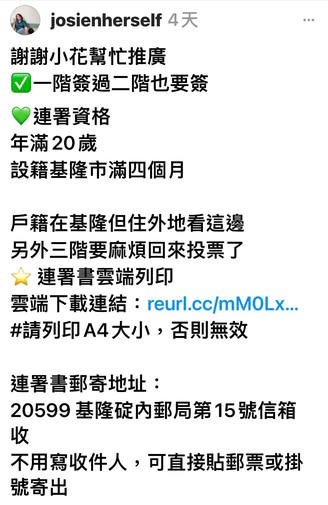 josienherself 4天
謝謝小花幫忙推廣
✅一階簽過二階也要簽
💚連署資格
年滿20歲
設籍基隆市滿四個月
戶籍在基隆但住外地看這邊
另外三階要麻煩回來投票了
⭐ 連署書雲端列印
雲端下載連結：reurl.cc/mM0Lx...
#請列印A4大小，否則無效
連署書郵寄地址：
20599 基隆碇內郵局第15號信箱
收
不用寫收件人，可直接貼郵票或掛
號寄出